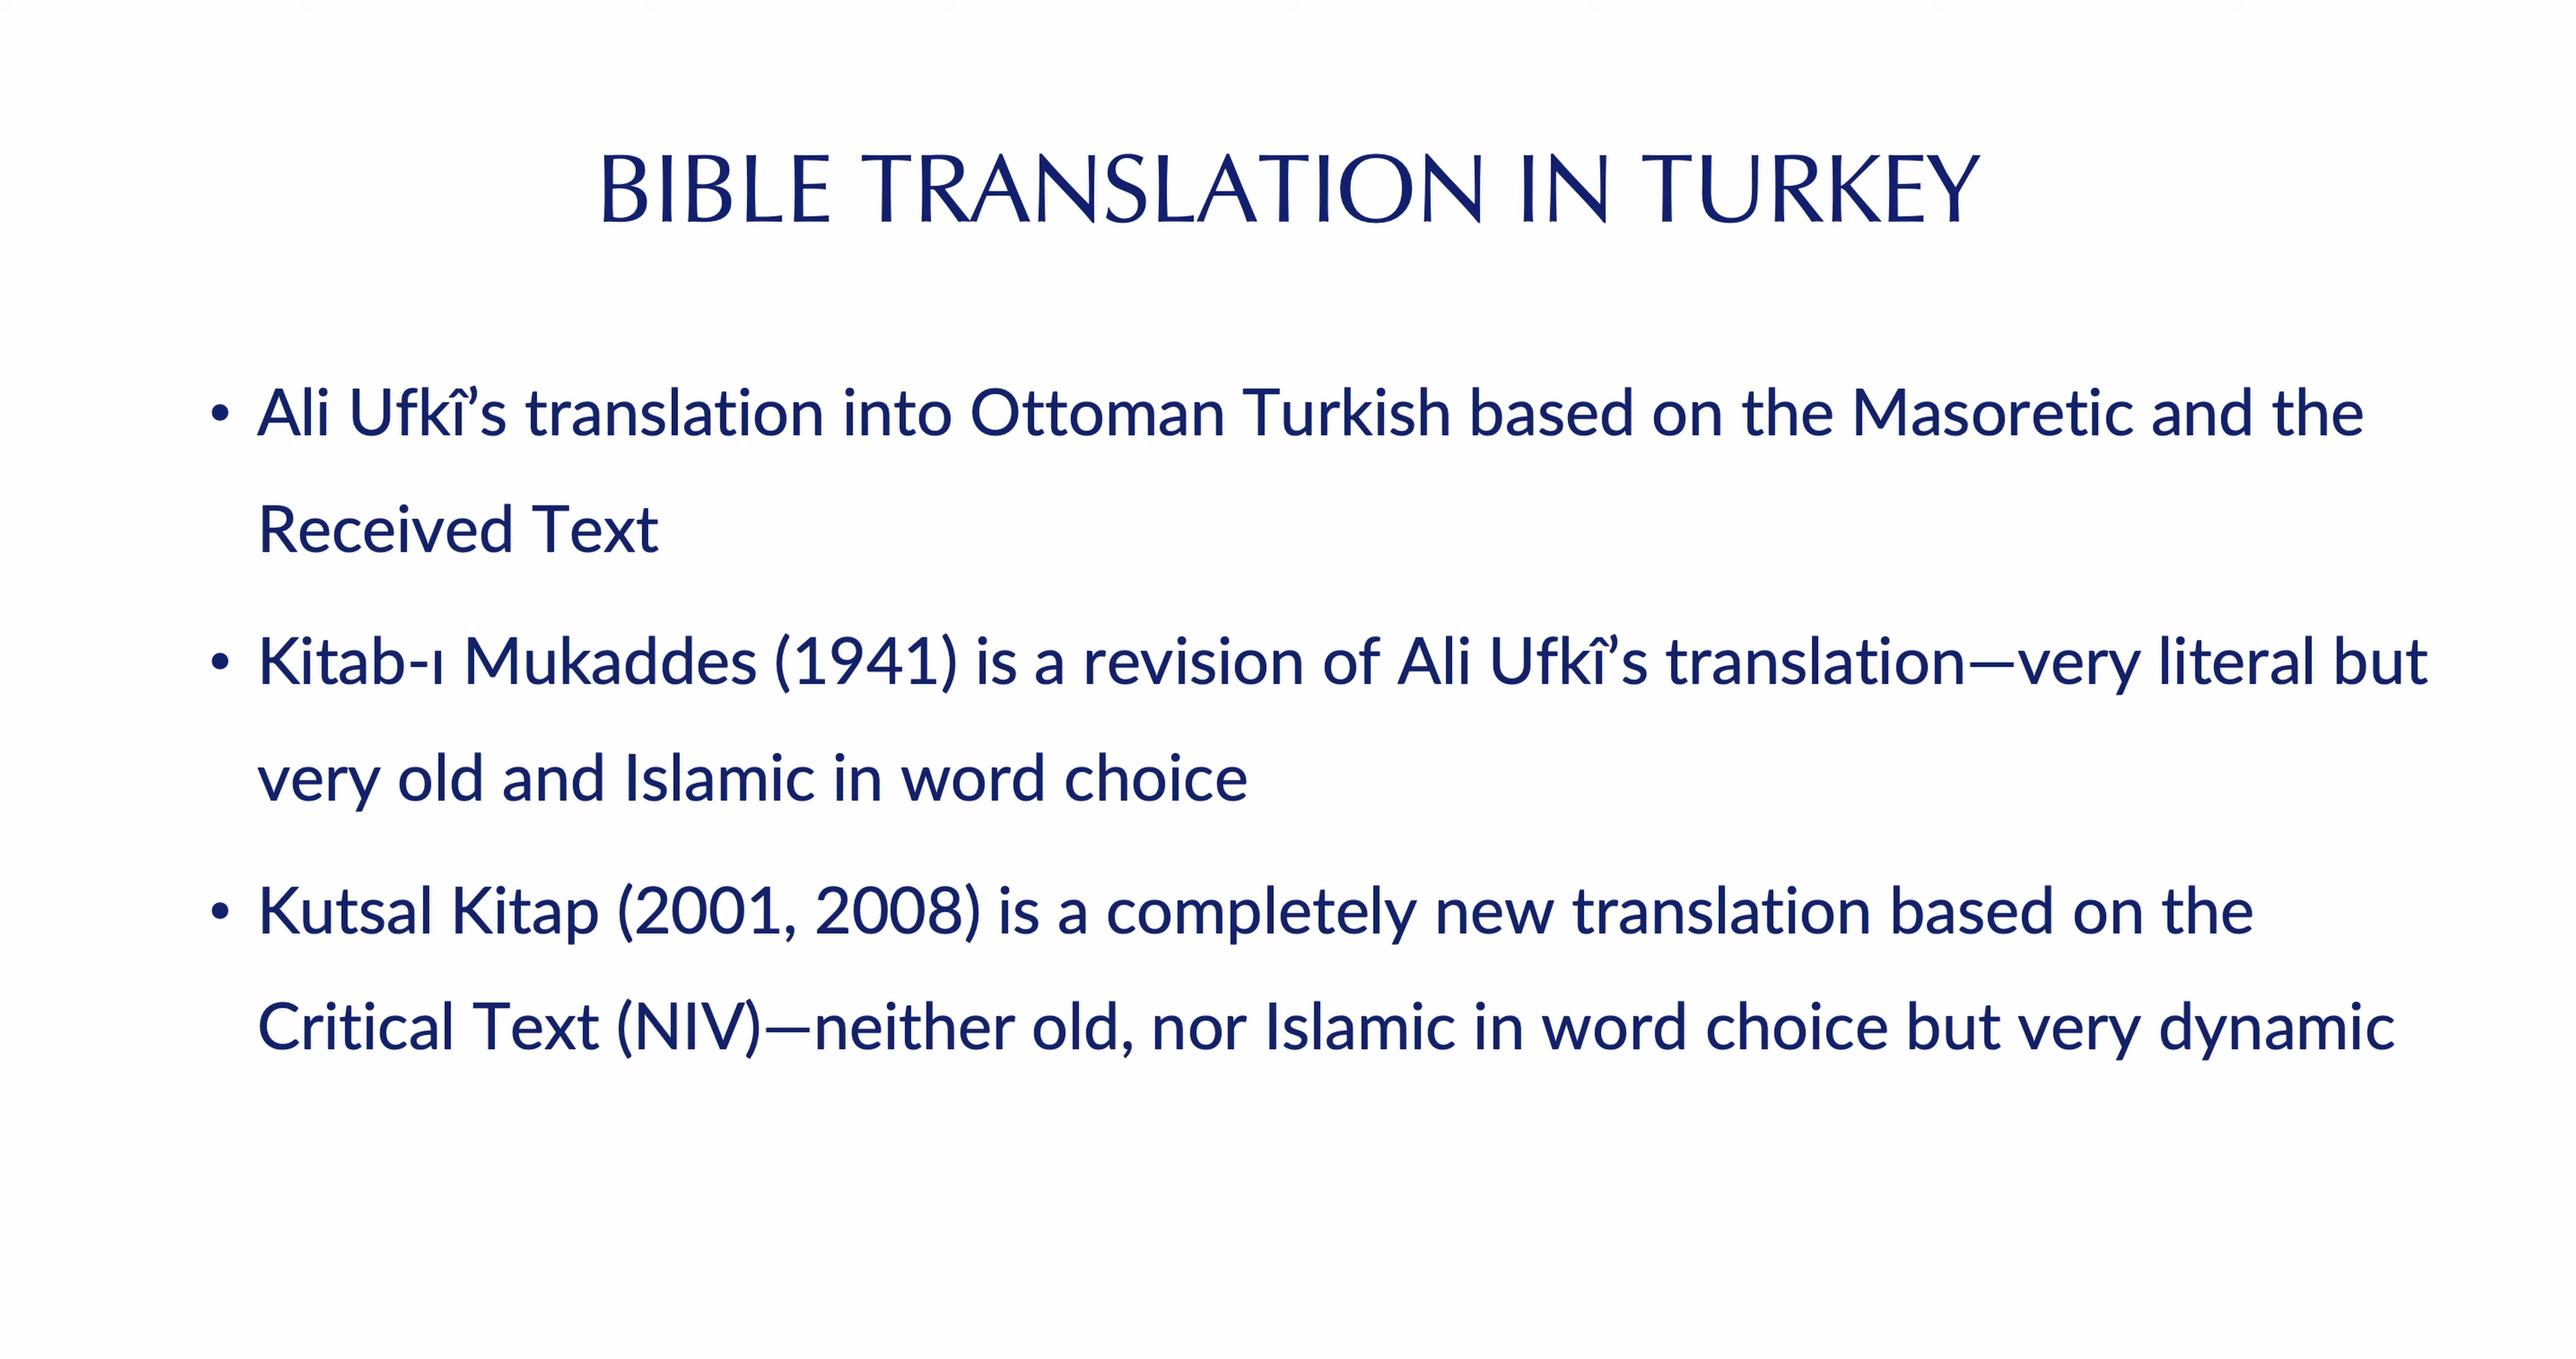 BIBLE TRANSLATION IN TURKEY
• Ali Ufkî’s translation into Ottoman Turkish based on the Masoretic and the
Received Text
• Kitab-ı Mukaddes (1941) is a revision of Ali Ufkî’s translation—very literal but
very old and Islamic in word choice
• Kutsal Kitap (2001, 2008) is a completely new translation based on the
Critical Text (NIV)—neither old, nor Islamic in word choice but very dynamic